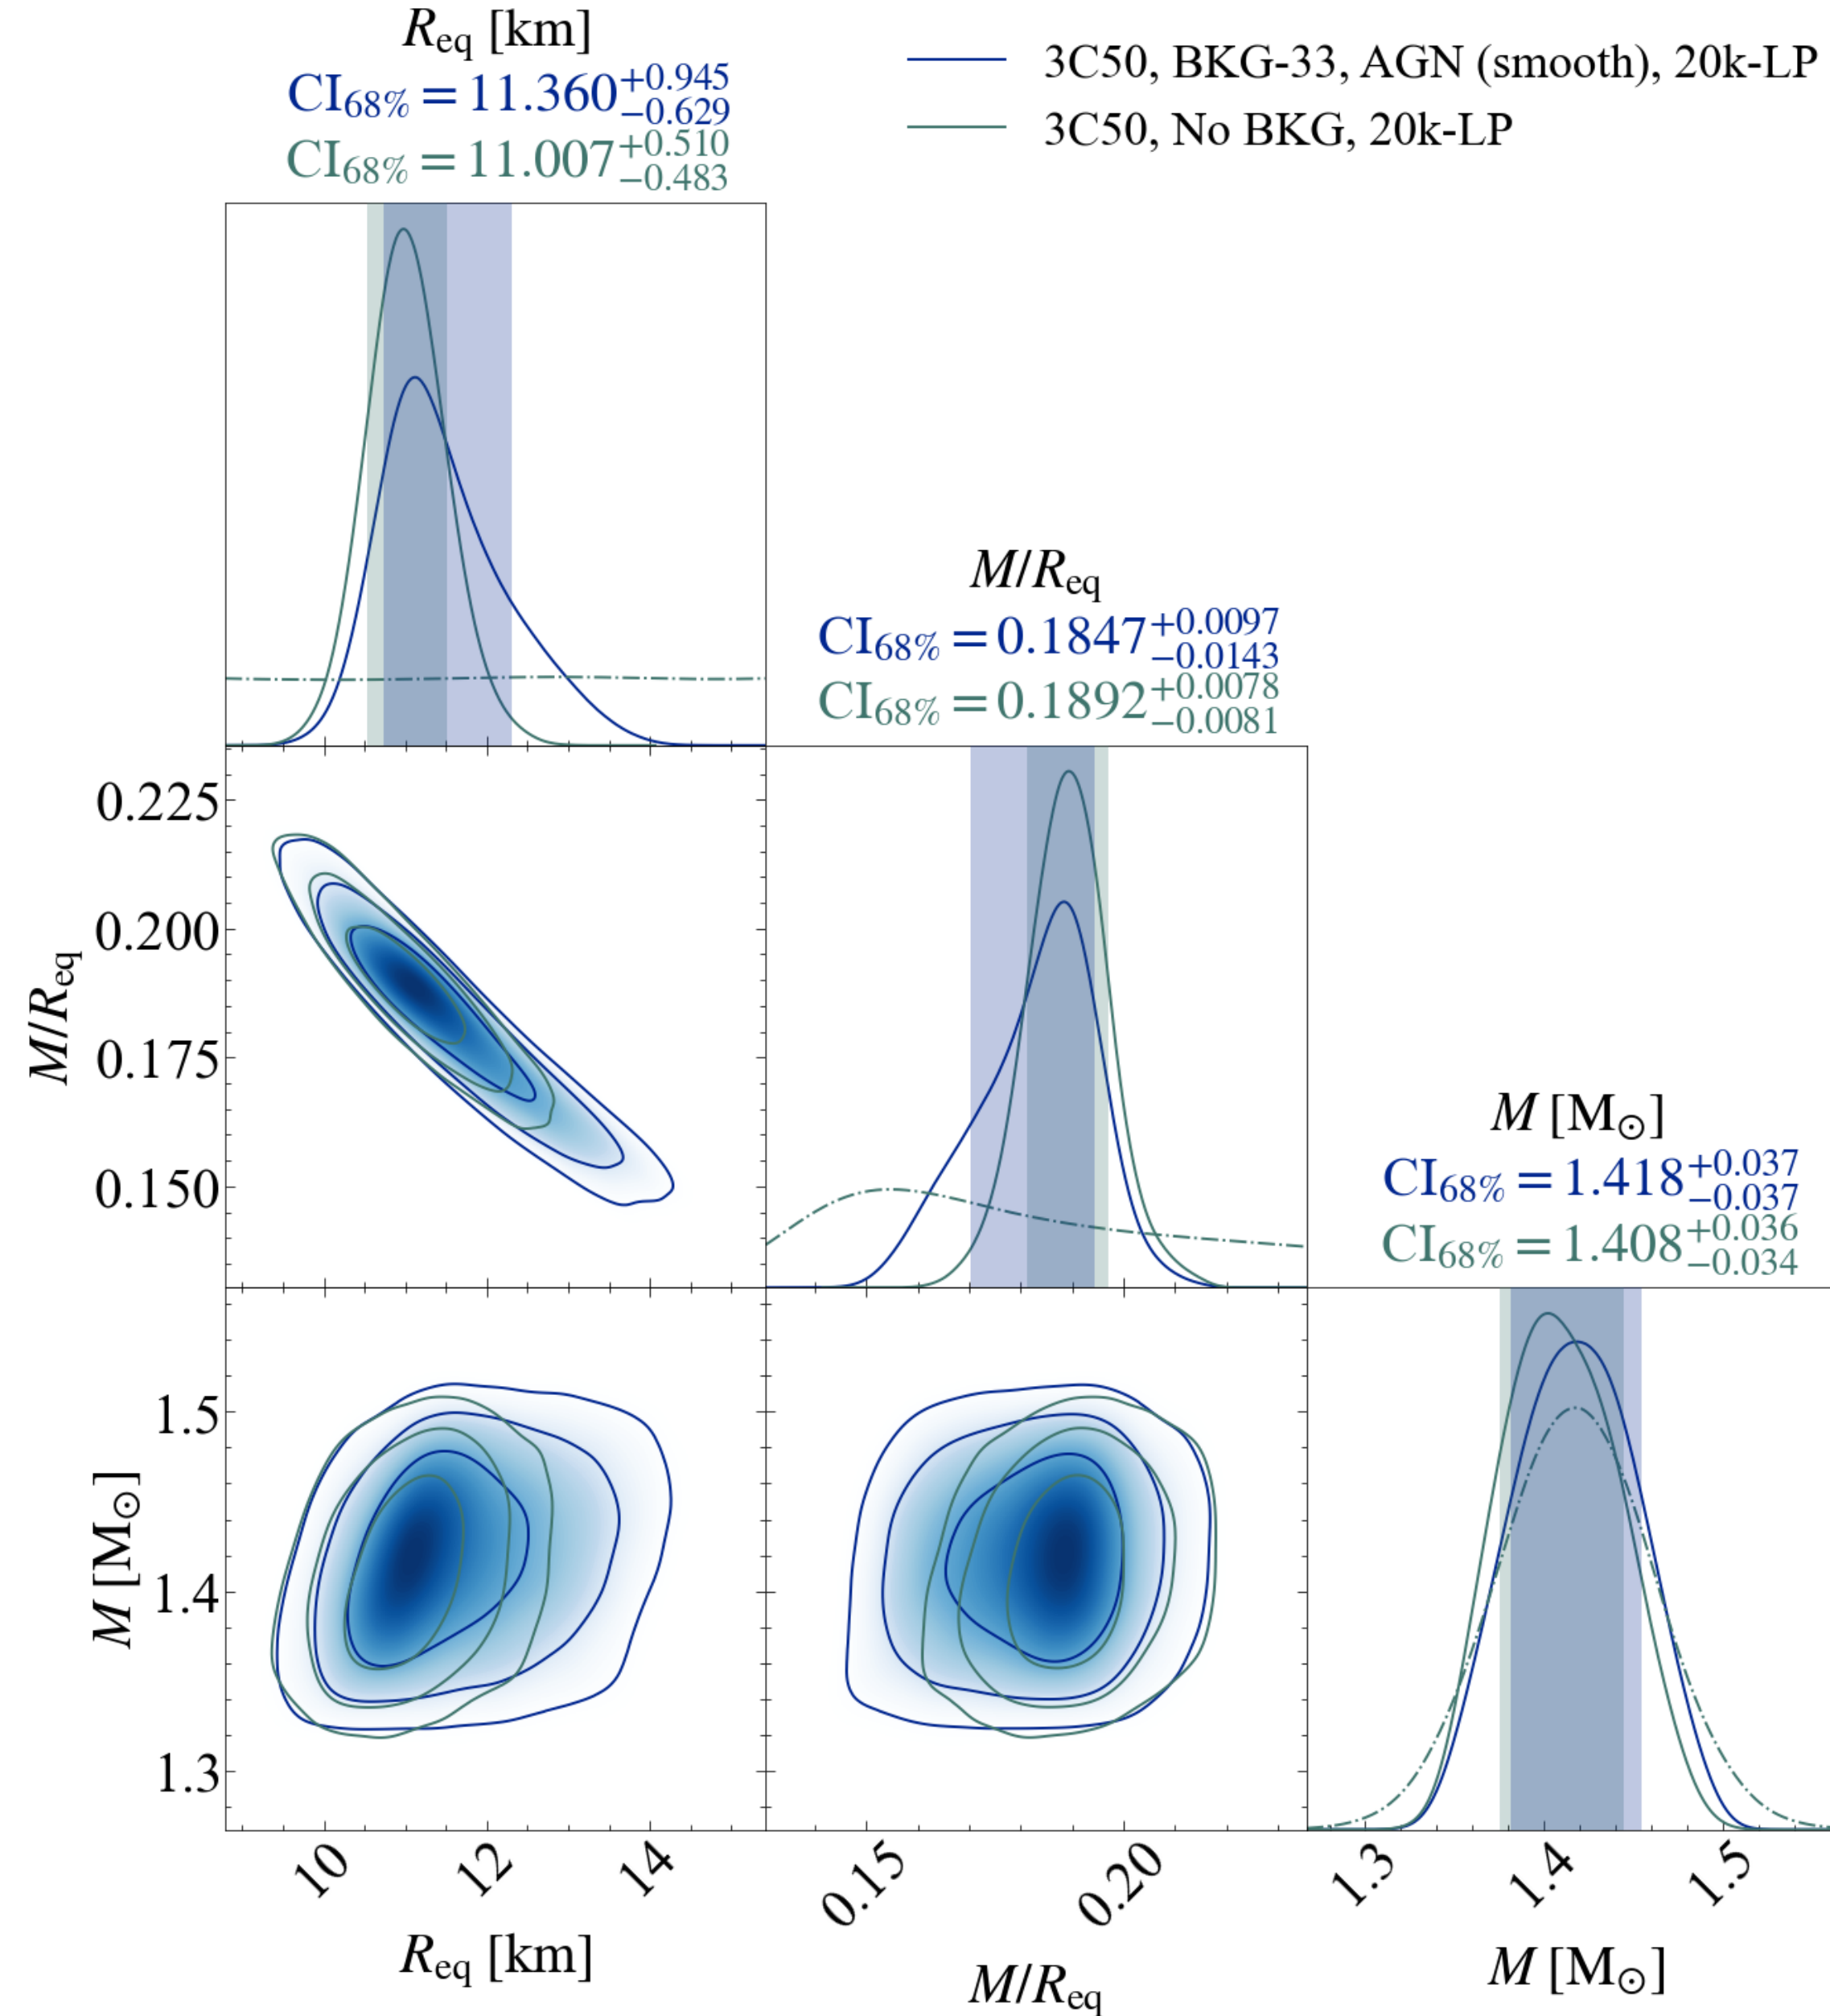 R_eq [km]
CI_68% = 11.360 +0.945 −0.629
CI_68% = 11.007 +0.510 −0.483
3C50, BKG-33, AGN (smooth), 20k-LP
3C50, No BKG, 20k-LP
M/R_eq
CI_68% = 0.1847 +0.0097 −0.0143
CI_68% = 0.1892 +0.0078 −0.0081
M [M_⊙]
CI_68% = 1.418 +0.037 −0.037
CI_68% = 1.408 +0.036 −0.034
0.225
0.200
0.175
0.150
M/R_eq
1.5
1.4
1.3
M [M_⊙]
10 12 14
R_eq [km]
0.15 0.20
M/R_eq
1.3 1.4 1.5
M [M_⊙]